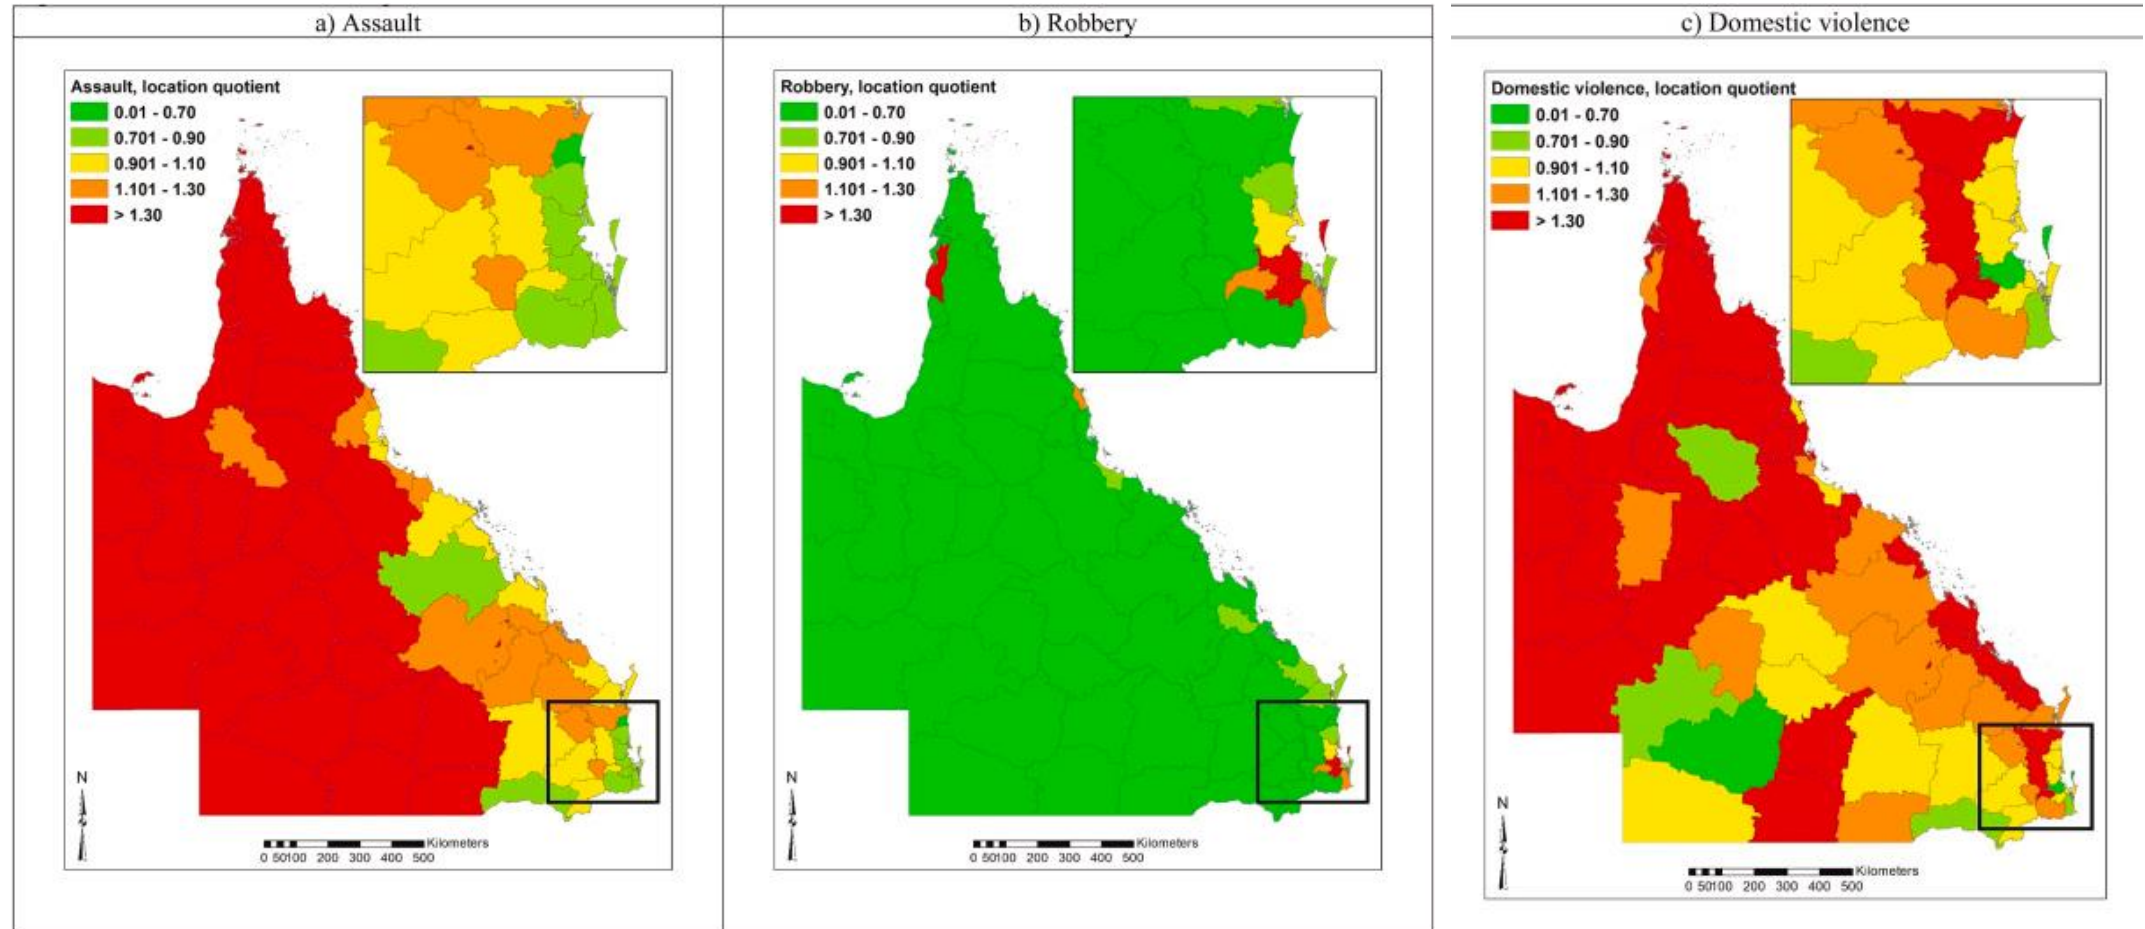 a) Assault
Assault, location quotient
0.01 - 0.70
0.701 - 0.90
0.901 - 1.10
1.101 - 1.30
> 1.30
N
Kilometers
0 50100 200 300 400 500
b) Robbery
Robbery, location quotient
0.01 - 0.70
0.701 - 0.90
0.901 - 1.10
1.101 - 1.30
> 1.30
N
Kilometers
0 50100 200 300 400 500
c) Domestic violence
Domestic violence, location quotient
0.01 - 0.70
0.701 - 0.90
0.901 - 1.10
1.101 - 1.30
> 1.30
N
Kilometers
0 50100 200 300 400 500